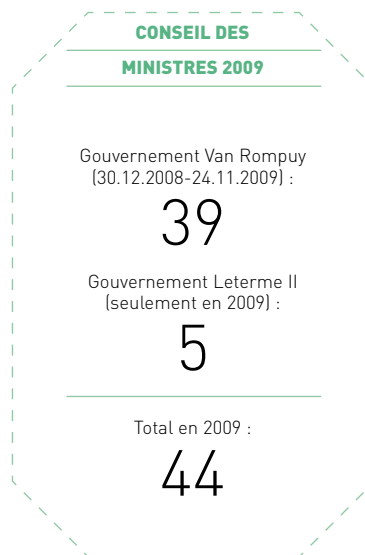 CONSEIL DES
MINISTRES 2009
Gouvernement Van Rompuy
(30.12.2008-24.11.2009) :
39
Gouvernement Leterme II
(seulement en 2009) :
5
Total en 2009 :
44